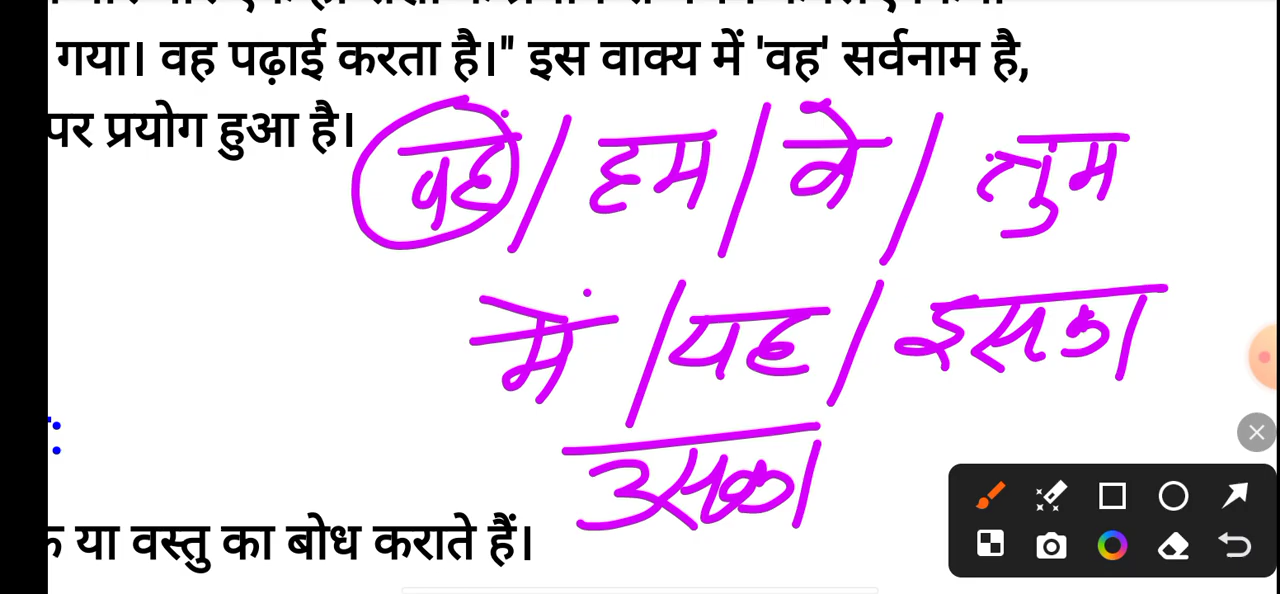 गया। वह पढ़ाई करता है।" इस वाक्य में 'वह' सर्वनाम है,
पर प्रयोग हुआ है।
वह / हम / वे / तुम
मैं / यह / इसका
उसका
या वस्तु का बोध कराते हैं।